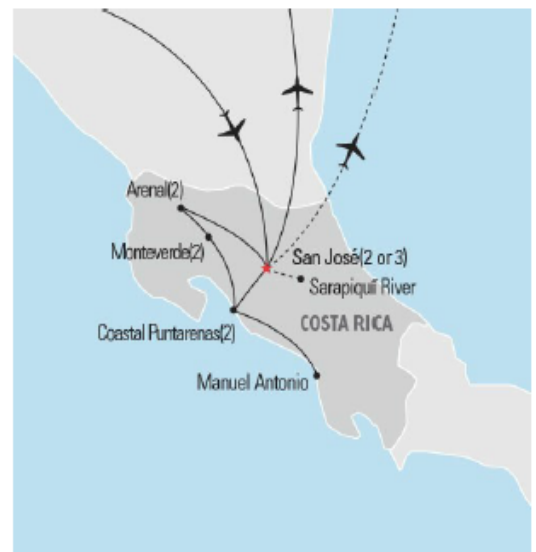 Arenal(2)
Monteverde(2)
San José(2 or 3)
Sarapiquí River
COSTA RICA
Coastal Puntarenas(2)
Manuel Antonio